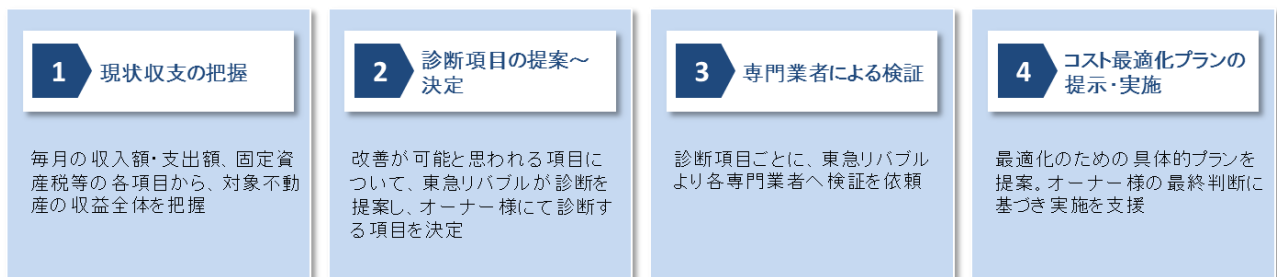 1
現状収支の把握
毎月の収入額・支出額、固定資
産税等の各項目から、対象不動
産の収益全体を把握
2
診断項目の提案～
決定
改善が可能と思われる項目に
ついて、東急リバブルが診断を
提案し、オーナー様にて診断す
る項目を決定
3
専門業者による検証
診断項目ごとに、東急リバブル
より各専門業者へ検証を依頼
4
コスト最適化プランの
提示・実施
最適化のための具体的プランを
提案。オーナー様の最終判断に
基づき実施を支援